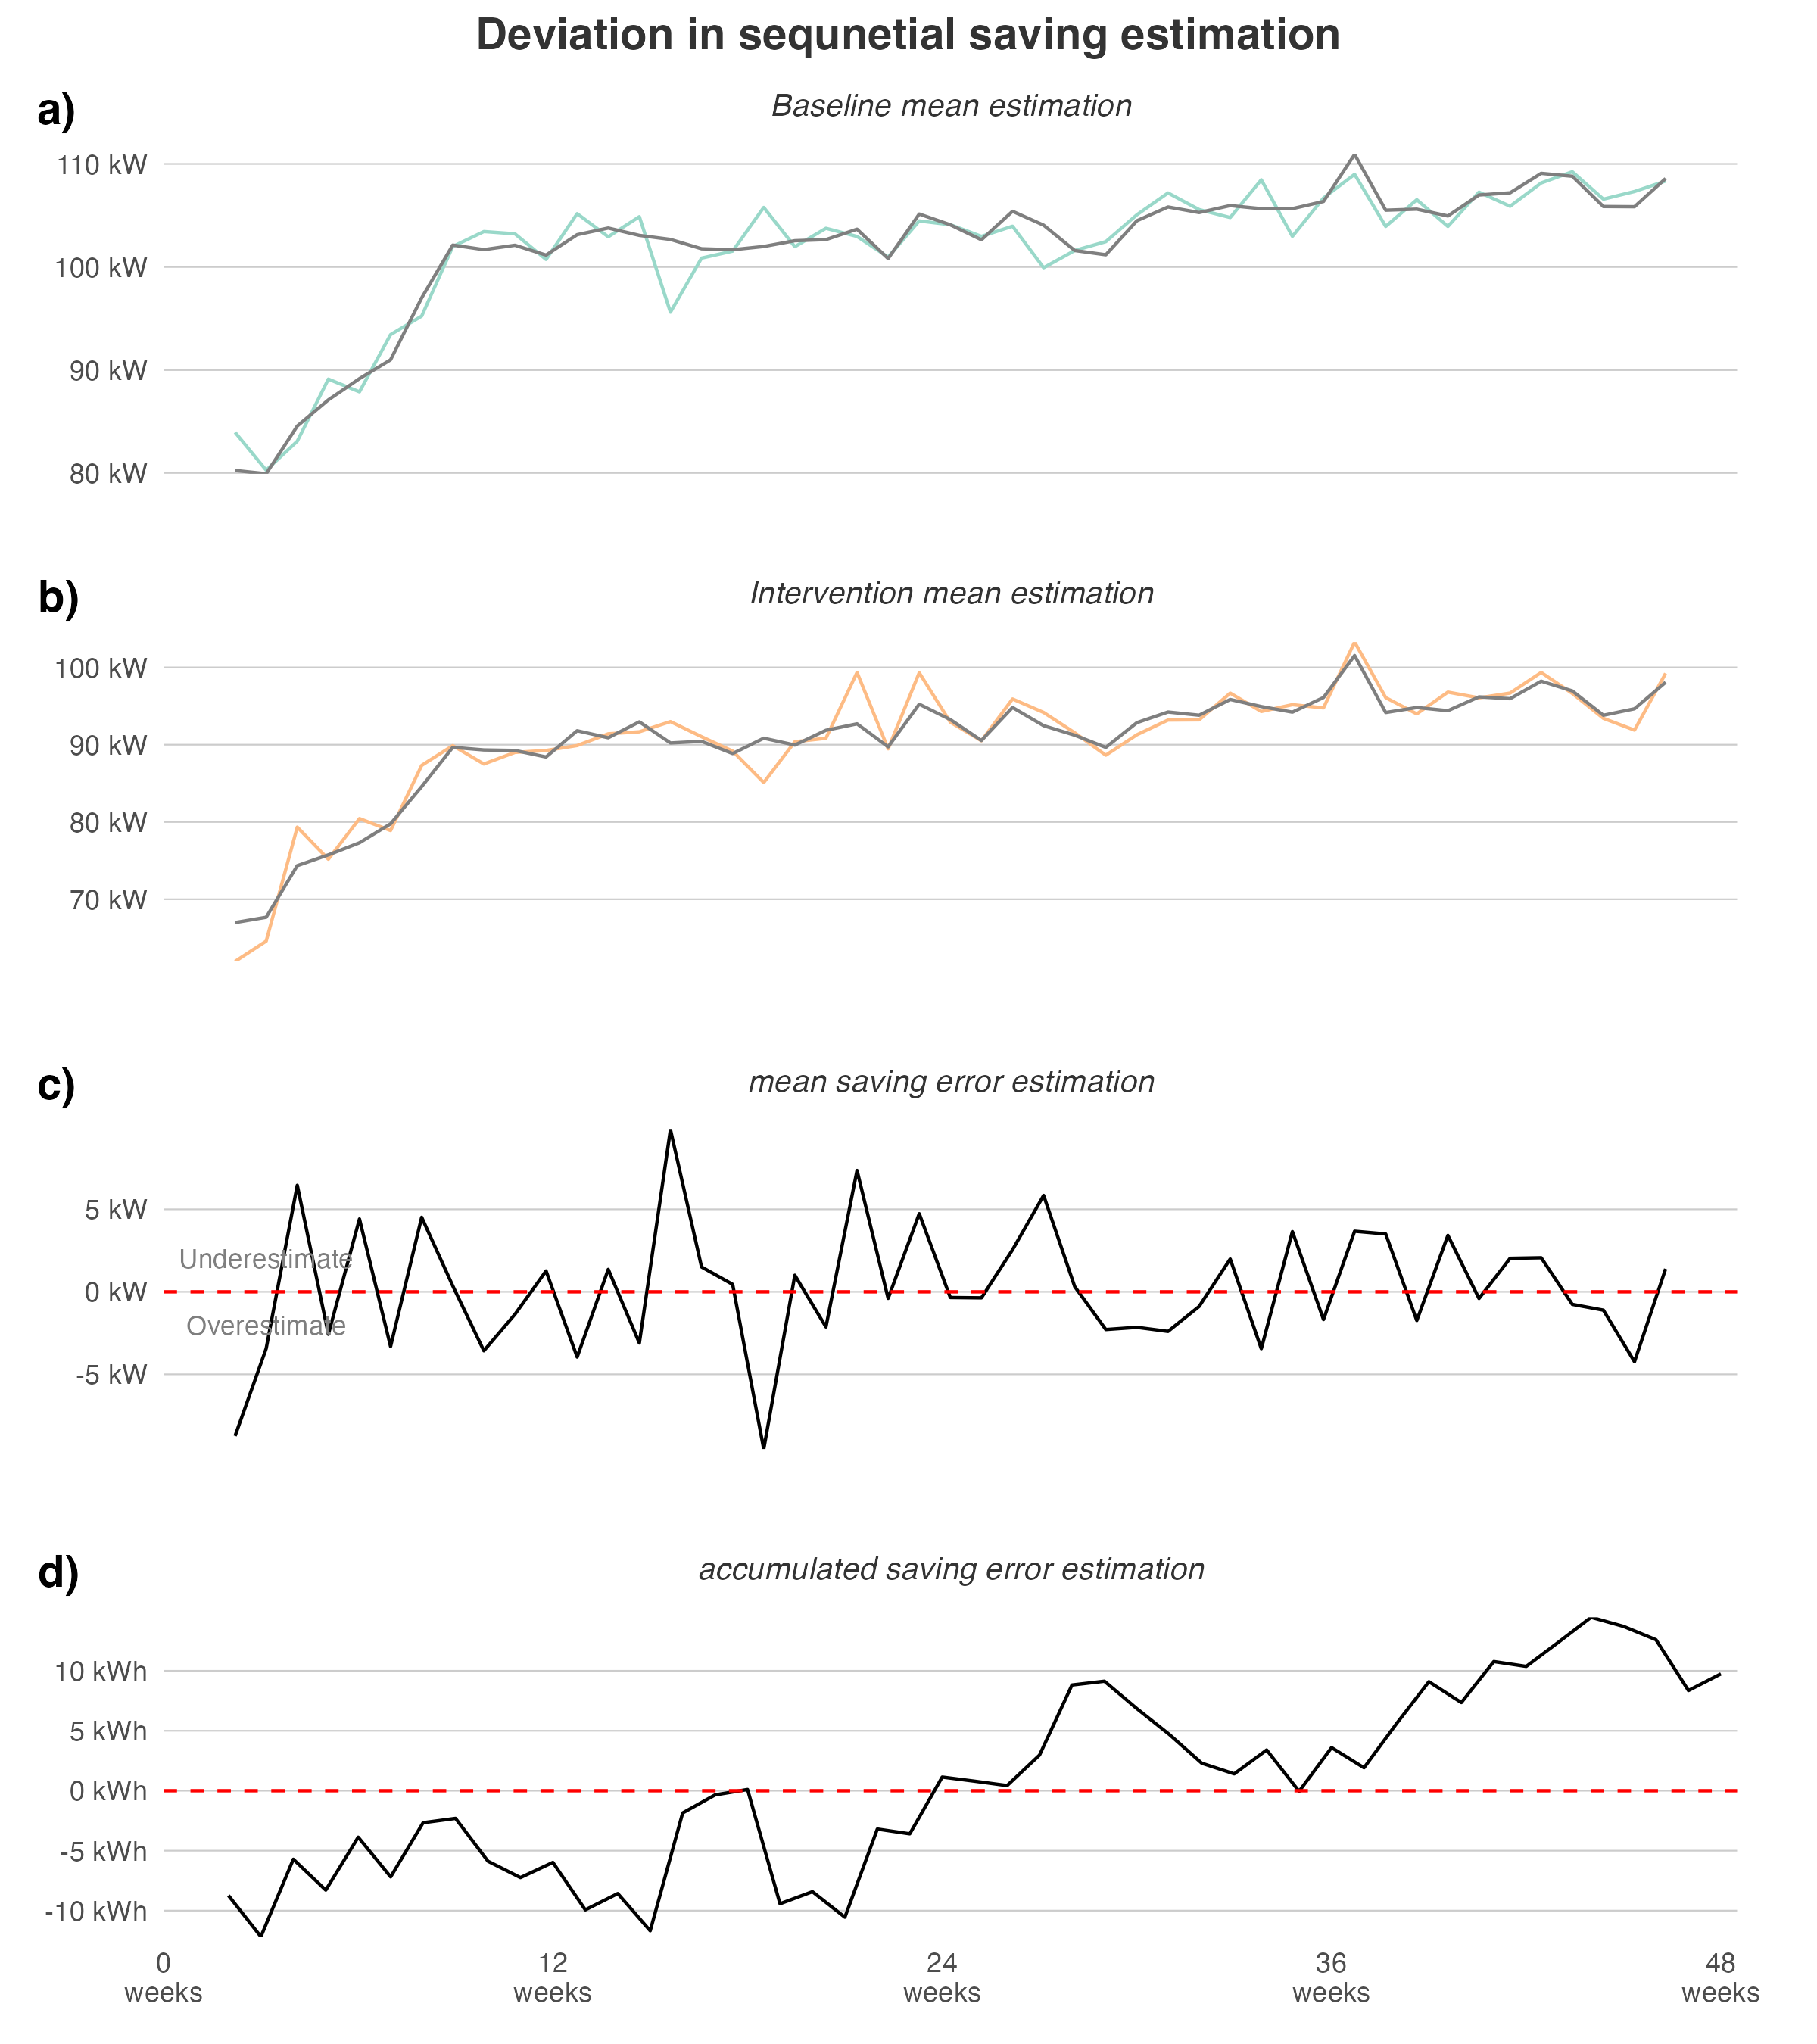 Deviation in sequnetial saving estimation
a)
Baseline mean estimation
110 kW
100 kW
90 kW
80 kW
b)
Intervention mean estimation
100 kW
90 kW
80 kW
70 kW
c)
mean saving error estimation
5 kW
Underestimate
0 kW
Overestimate
-5 kW
d)
accumulated saving error estimation
10 kWh
5 kWh
0 kWh
-5 kWh
-10 kWh
0 12 24 36 48
weeks weeks weeks weeks weeks